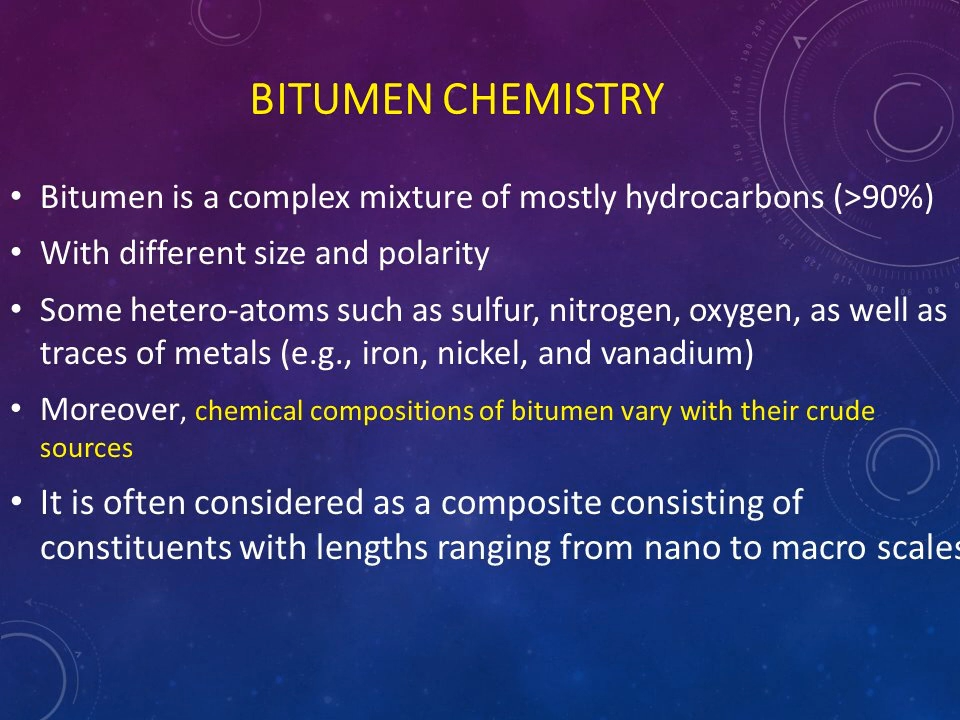 BITUMEN CHEMISTRY
• Bitumen is a complex mixture of mostly hydrocarbons (>90%)
• With different size and polarity
• Some hetero-atoms such as sulfur, nitrogen, oxygen, as well as
traces of metals (e.g., iron, nickel, and vanadium)
• Moreover, chemical compositions of bitumen vary with their crude
sources
• It is often considered as a composite consisting of
constituents with lengths ranging from nano to macro scales